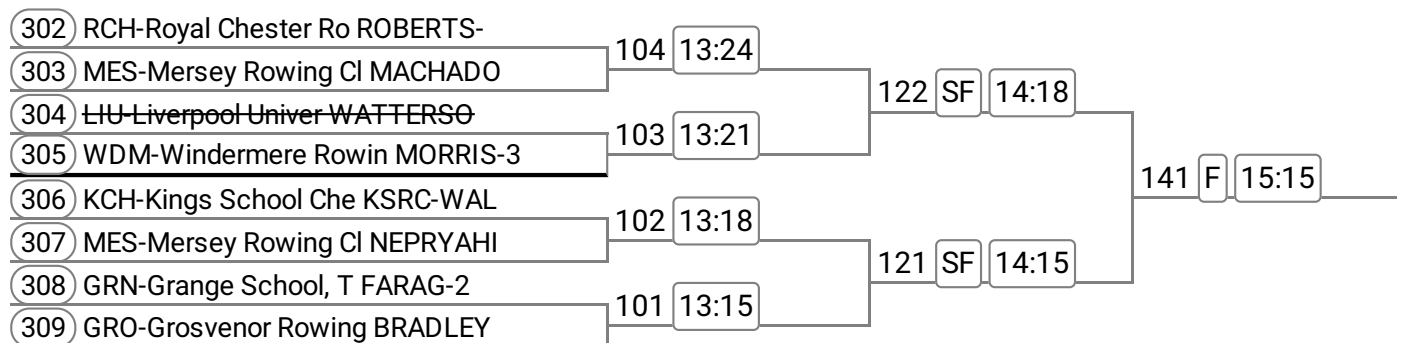 302 RCH-Royal Chester Ro ROBERTS-
104 13:24
303 MES-Mersey Rowing Cl MACHADO
122 SF 14:18
304 LIU-Liverpool Univer WATTERSO
103 13:21
305 WDM-Windermere Rowin MORRIS-3
141 F 15:15
306 KCH-Kings School Che KSRC-WAL
102 13:18
307 MES-Mersey Rowing Cl NEPRYAHI
121 SF 14:15
308 GRN-Grange School, T FARAG-2
101 13:15
309 GRO-Grosvenor Rowing BRADLEY